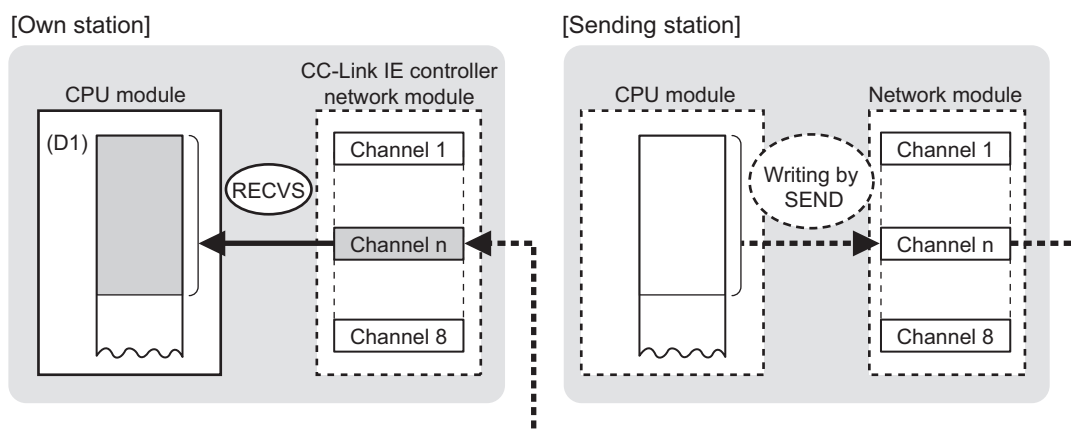 [Own station]
CPU module
CC-Link IE controller
network module
(D1)
RECVS
Channel 1
Channel n
Channel 8
[Sending station]
CPU module
Network module
Writing by
SEND
Channel 1
Channel n
Channel 8